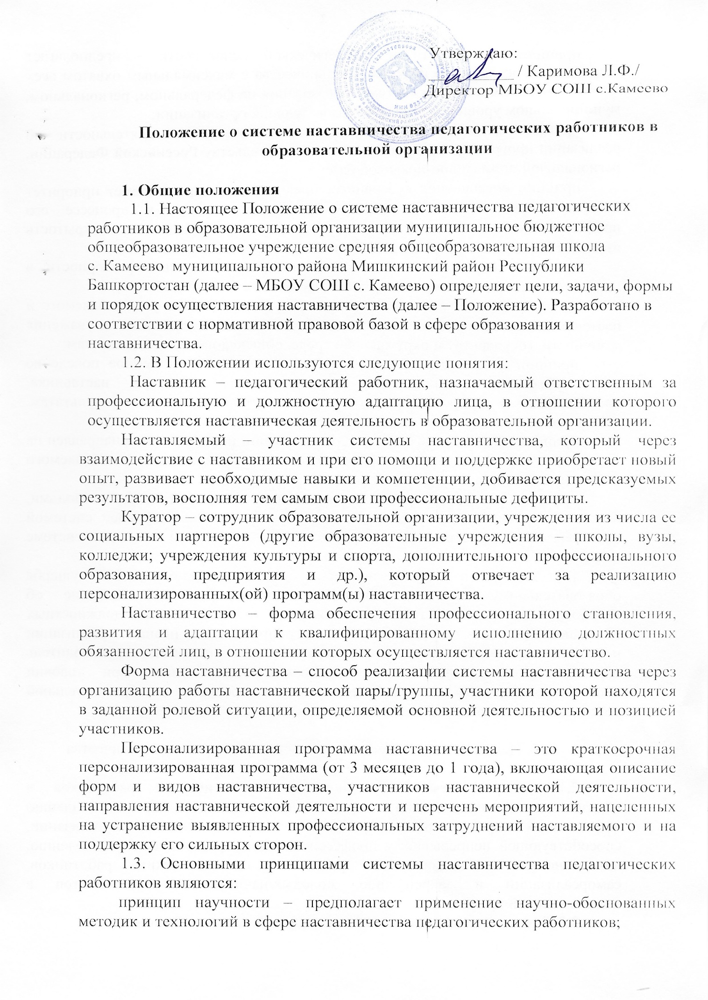 Утверждаю:
/ Каримова Л.Ф./
Директор МБОУ СОШ с.Камеево
Положение о системе наставничества педагогических работников в
образовательной организации
1. Общие положения
1.1. Настоящее Положение о системе наставничества педагогических
работников в образовательной организации муниципальное бюджетное
общеобразовательное учреждение средняя общеобразовательная школа
с. Камеево муниципального района Мишкинский район Республики
Башкортостан (далее – МБОУ СОШ с. Камеево) определяет цели, задачи, формы
и порядок осуществления наставничества (далее – Положение). Разработано в
соответствии с нормативной правовой базой в сфере образования и
наставничества.
1.2. В Положении используются следующие понятия:
Наставник – педагогический работник, назначаемый ответственным за
профессиональную и должностную адаптацию лица, в отношении которого
осуществляется наставническая деятельность в образовательной организации.
Наставляемый – участник системы наставничества, который через
взаимодействие с наставником и при его помощи и поддержке приобретает новый
опыт, развивает необходимые навыки и компетенции, добивается предсказуемых
результатов, восполняя тем самым свои профессиональные дефициты.
Куратор – сотрудник образовательной организации, учреждения из числа ее
социальных партнеров (другие образовательные учреждения – школы, вузы,
колледжи; учреждения культуры и спорта, дополнительного профессионального
образования, предприятия и др.), который отвечает за реализацию
персонализированных(ой) программ(ы) наставничества.
Наставничество – форма обеспечения профессионального становления,
развития и адаптации к квалифицированному исполнению должностных
обязанностей лиц, в отношении которых осуществляется наставничество.
Форма наставничества – способ реализации системы наставничества через
организацию работы наставнической пары/группы, участники которой находятся
в заданной ролевой ситуации, определяемой основной деятельностью и позицией
участников.
Персонализированная программа наставничества – это краткосрочная
персонализированная программа (от 3 месяцев до 1 года), включающая описание
форм и видов наставничества, участников наставнической деятельности,
направления наставнической деятельности и перечень мероприятий, нацеленных
на устранение выявленных профессиональных затруднений наставляемого и на
поддержку его сильных сторон.
1.3. Основными принципами системы наставничества педагогических
работников являются:
принцип научности – предполагает применение научно-обоснованных
методик и технологий в сфере наставничества педагогических работников;